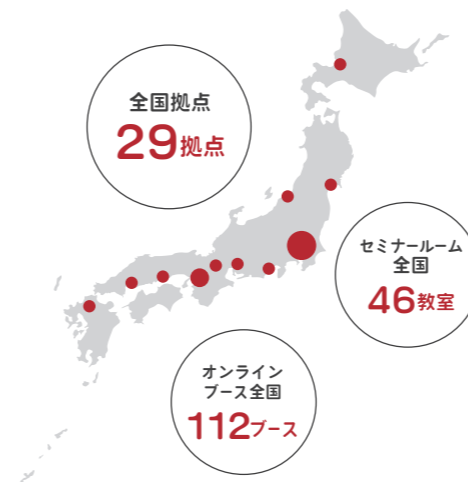 全国拠点
29拠点
セミナールーム
全国
46教室
オンライン
ブース全国
112ブース